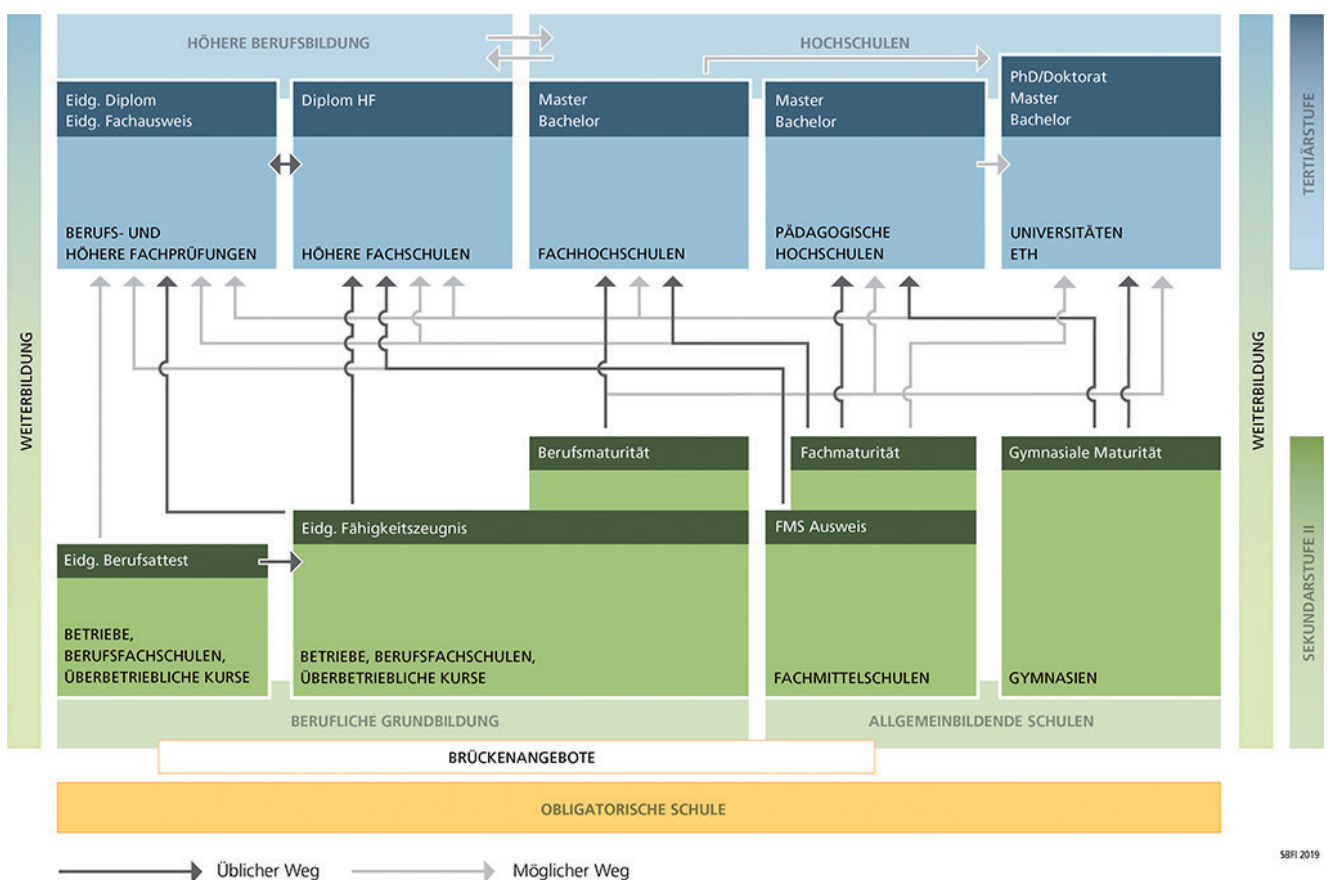 HÖHERE BERUFSBILDUNG
HOCHSCHULEN
Eidg. Diplom
Eidg. Fachausweis
Diplom HF
Master
Bachelor
Master
Bachelor
PhD/Doktorat
Master
Bachelor
BERUFS- UND
HÖHERE FACHPRÜFUNGEN
HÖHERE FACHSCHULEN
FACHHOCHSCHULEN
PÄDAGOGISCHE
HOCHSCHULEN
UNIVERSITÄTEN
ETH
TERTIÄRSTUFE
WEITERBILDUNG
WEITERBILDUNG
Berufsmaturität
Fachmaturität
Gymnasiale Maturität
Eidg. Fähigkeitszeugnis
FMS Ausweis
Eidg. Berufsattest
BETRIEBE,
BERUFSFACHSCHULEN,
ÜBERBETRIEBLICHE KURSE
BETRIEBE, BERUFSFACHSCHULEN,
ÜBERBETRIEBLICHE KURSE
FACHMITTELSCHULEN
GYMNASIEN
SEKUNDARSTUFE II
BERUFLICHE GRUNDBILDUNG
ALLGEMEINBILDENDE SCHULEN
BRÜCKENANGEBOTE
OBLIGATORISCHE SCHULE
Üblicher Weg
Möglicher Weg
SBFI 2019